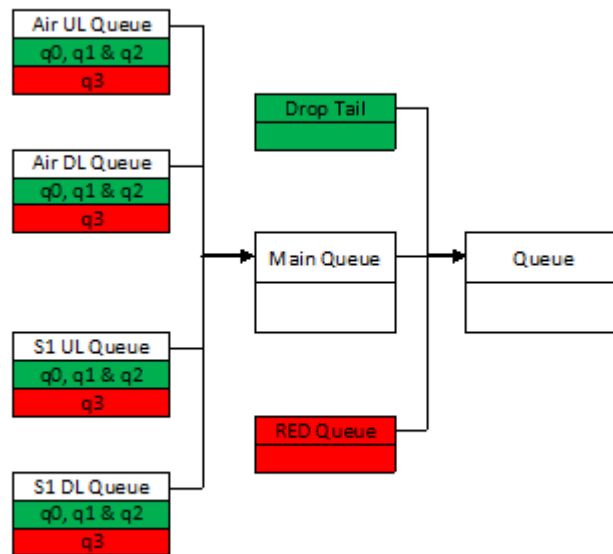 Air UL Queue
q0, q1 & q2
q3
Air DL Queue
q0, q1 & q2
q3
S1 UL Queue
q0, q1 & q2
q3
S1 DL Queue
q0, q1 & q2
q3
Drop Tail
Main Queue
RED Queue
Queue